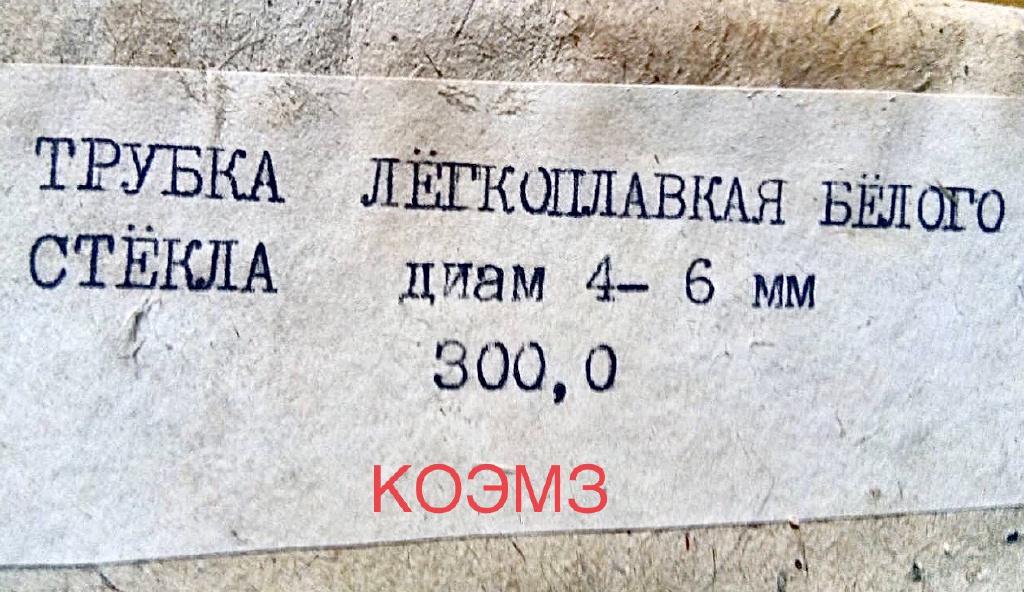 ТРУБКА ЛЁГКОПЛАВКАЯ БЁЛОГО
СТЁКЛА диам 4- 6 мм
300,0
КОЭМЗ